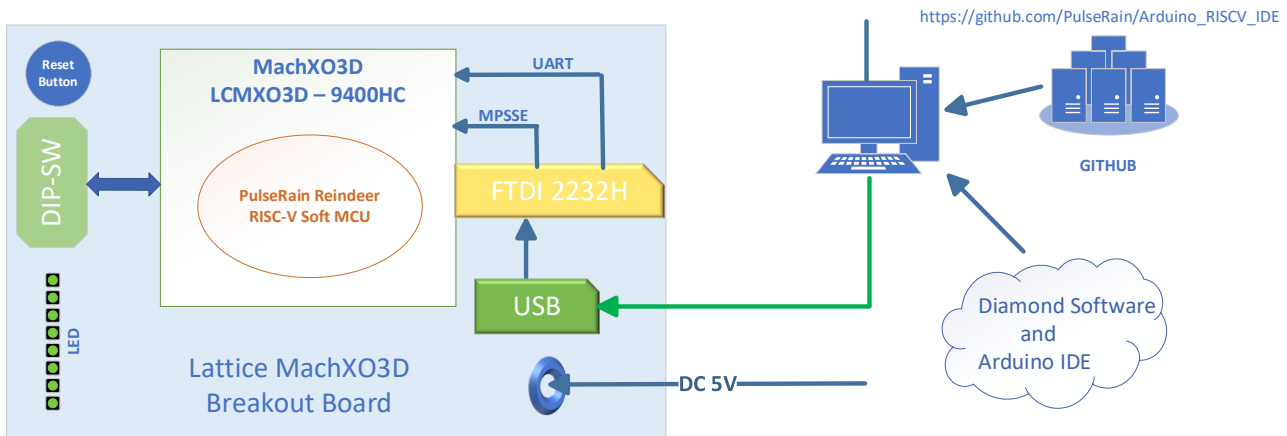 https://github.com/PulseRain/Arduino_RISCV_IDE
Reset
Button
MachXO3D
LCMXO3D – 9400HC
UART
MPSSE
DIP-SW
PulseRain Reindeer
RISC-V Soft MCU
FTDI 2232H
GITHUB
USB
LED
Diamond Software
and
Arduino IDE
Lattice MachXO3D
Breakout Board
DC 5V